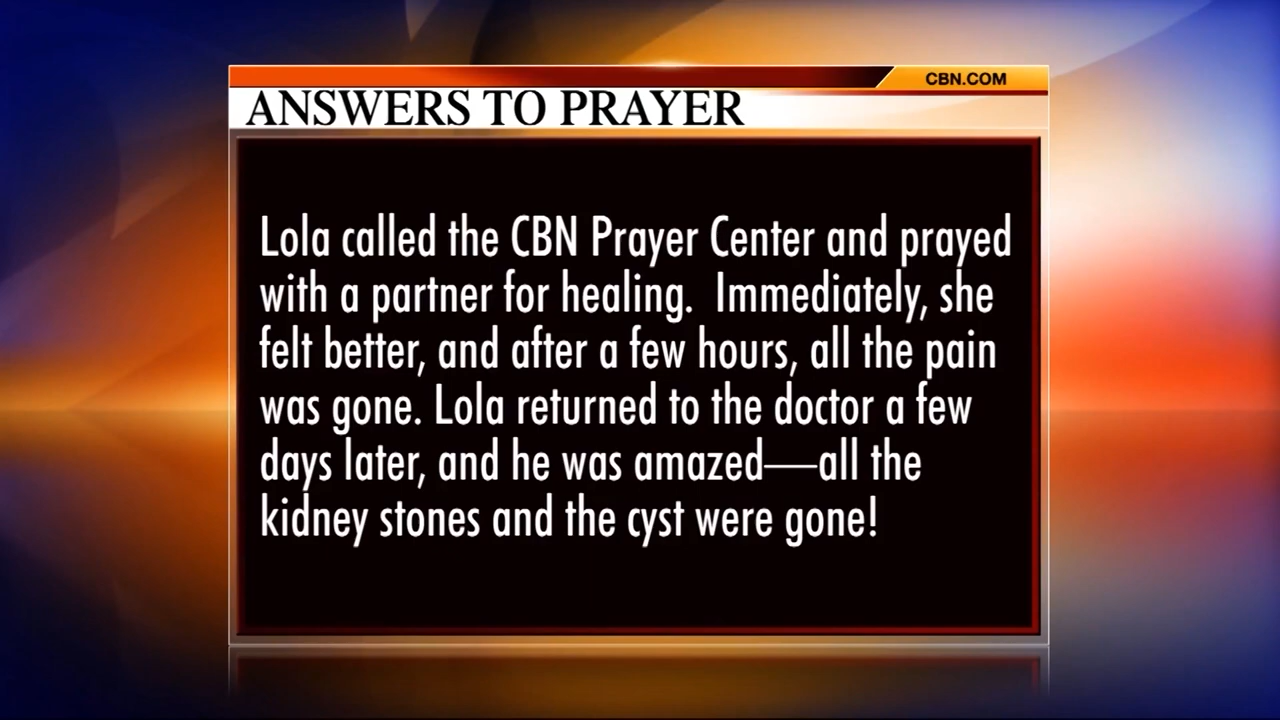 CBN.COM
ANSWERS TO PRAYER
Lola called the CBN Prayer Center and prayed
with a partner for healing.  Immediately, she
felt better, and after a few hours, all the pain
was gone. Lola returned to the doctor a few
days later, and he was amazed—all the
kidney stones and the cyst were gone!